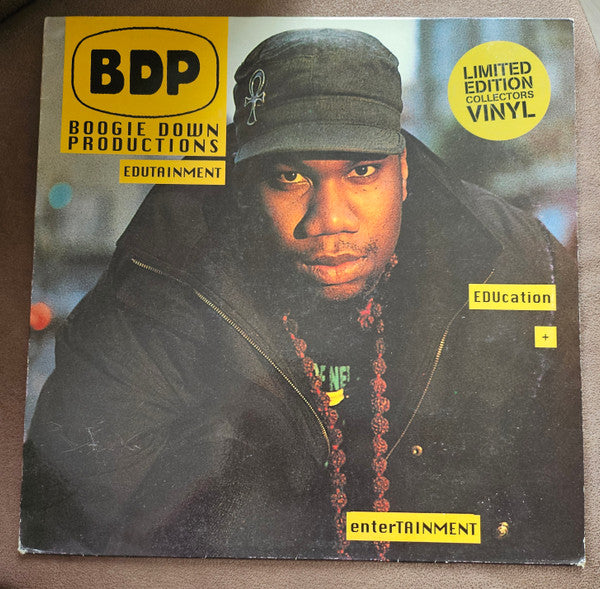 BDP
BOOGIE DOWN
PRODUCTIONS
EDUTAINMENT
LIMITED
EDITION
COLLECTORS
VINYL
EDUcation
+
enterTAINMENT